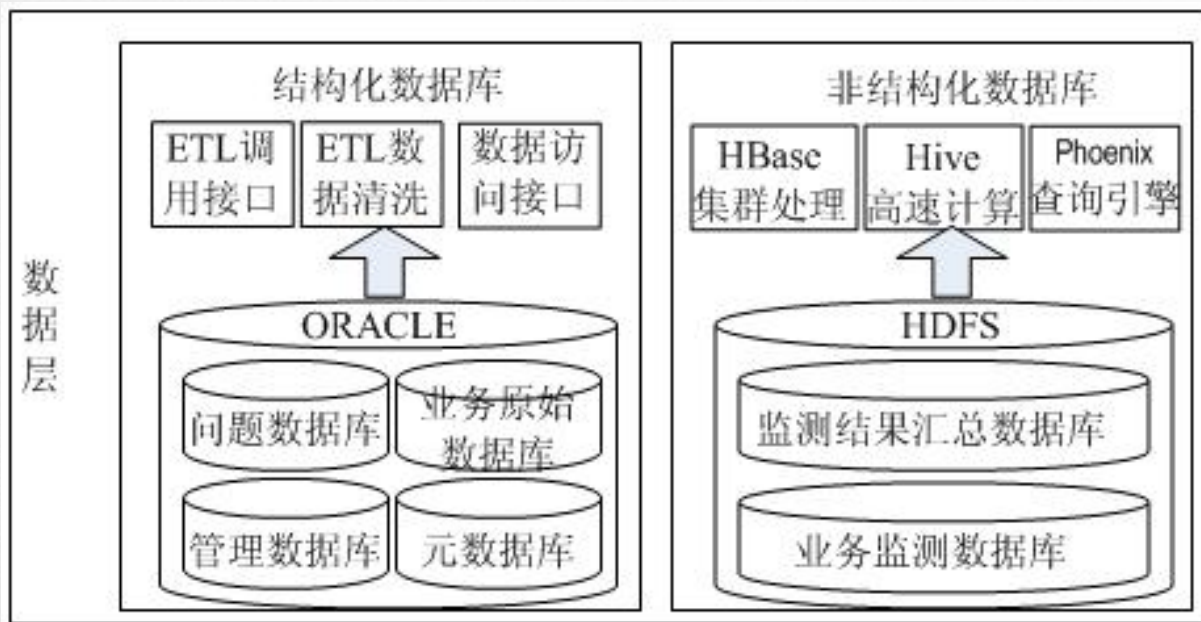 数
据
层
结构化数据库
ETL调
用接口
ETL数
据清洗
数据访
问接口
ORACLE
问题数据库
业务原始
数据库
管理数据库
元数据库
非结构化数据库
HBase
集群处理
Hive
高速计算
Phoenix
查询引擎
HDFS
监测结果汇总数据库
业务监测数据库